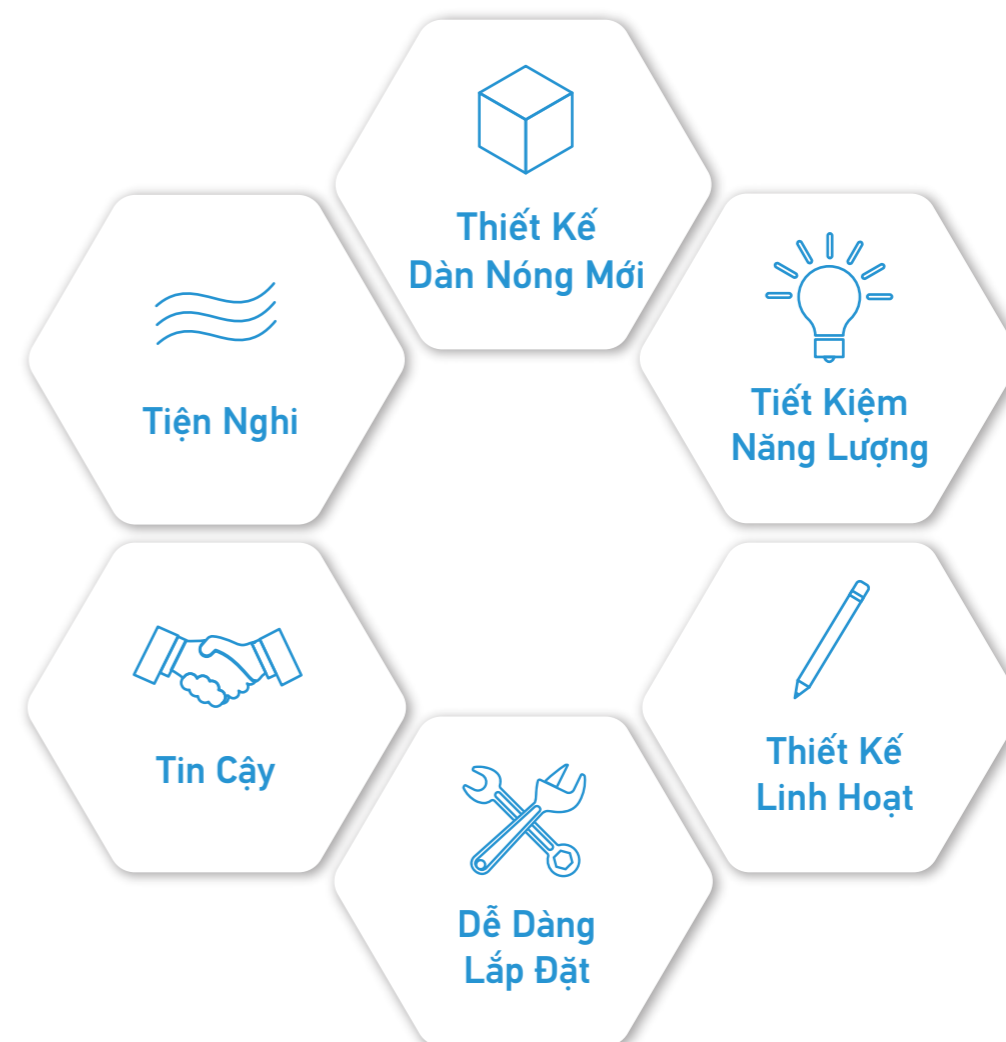 Thiết Kế
Dàn Nóng Mới
Tiện Nghi
Tiết Kiệm
Năng Lượng
Tin Cậy
Thiết Kế
Linh Hoạt
Dễ Dàng
Lắp Đặt